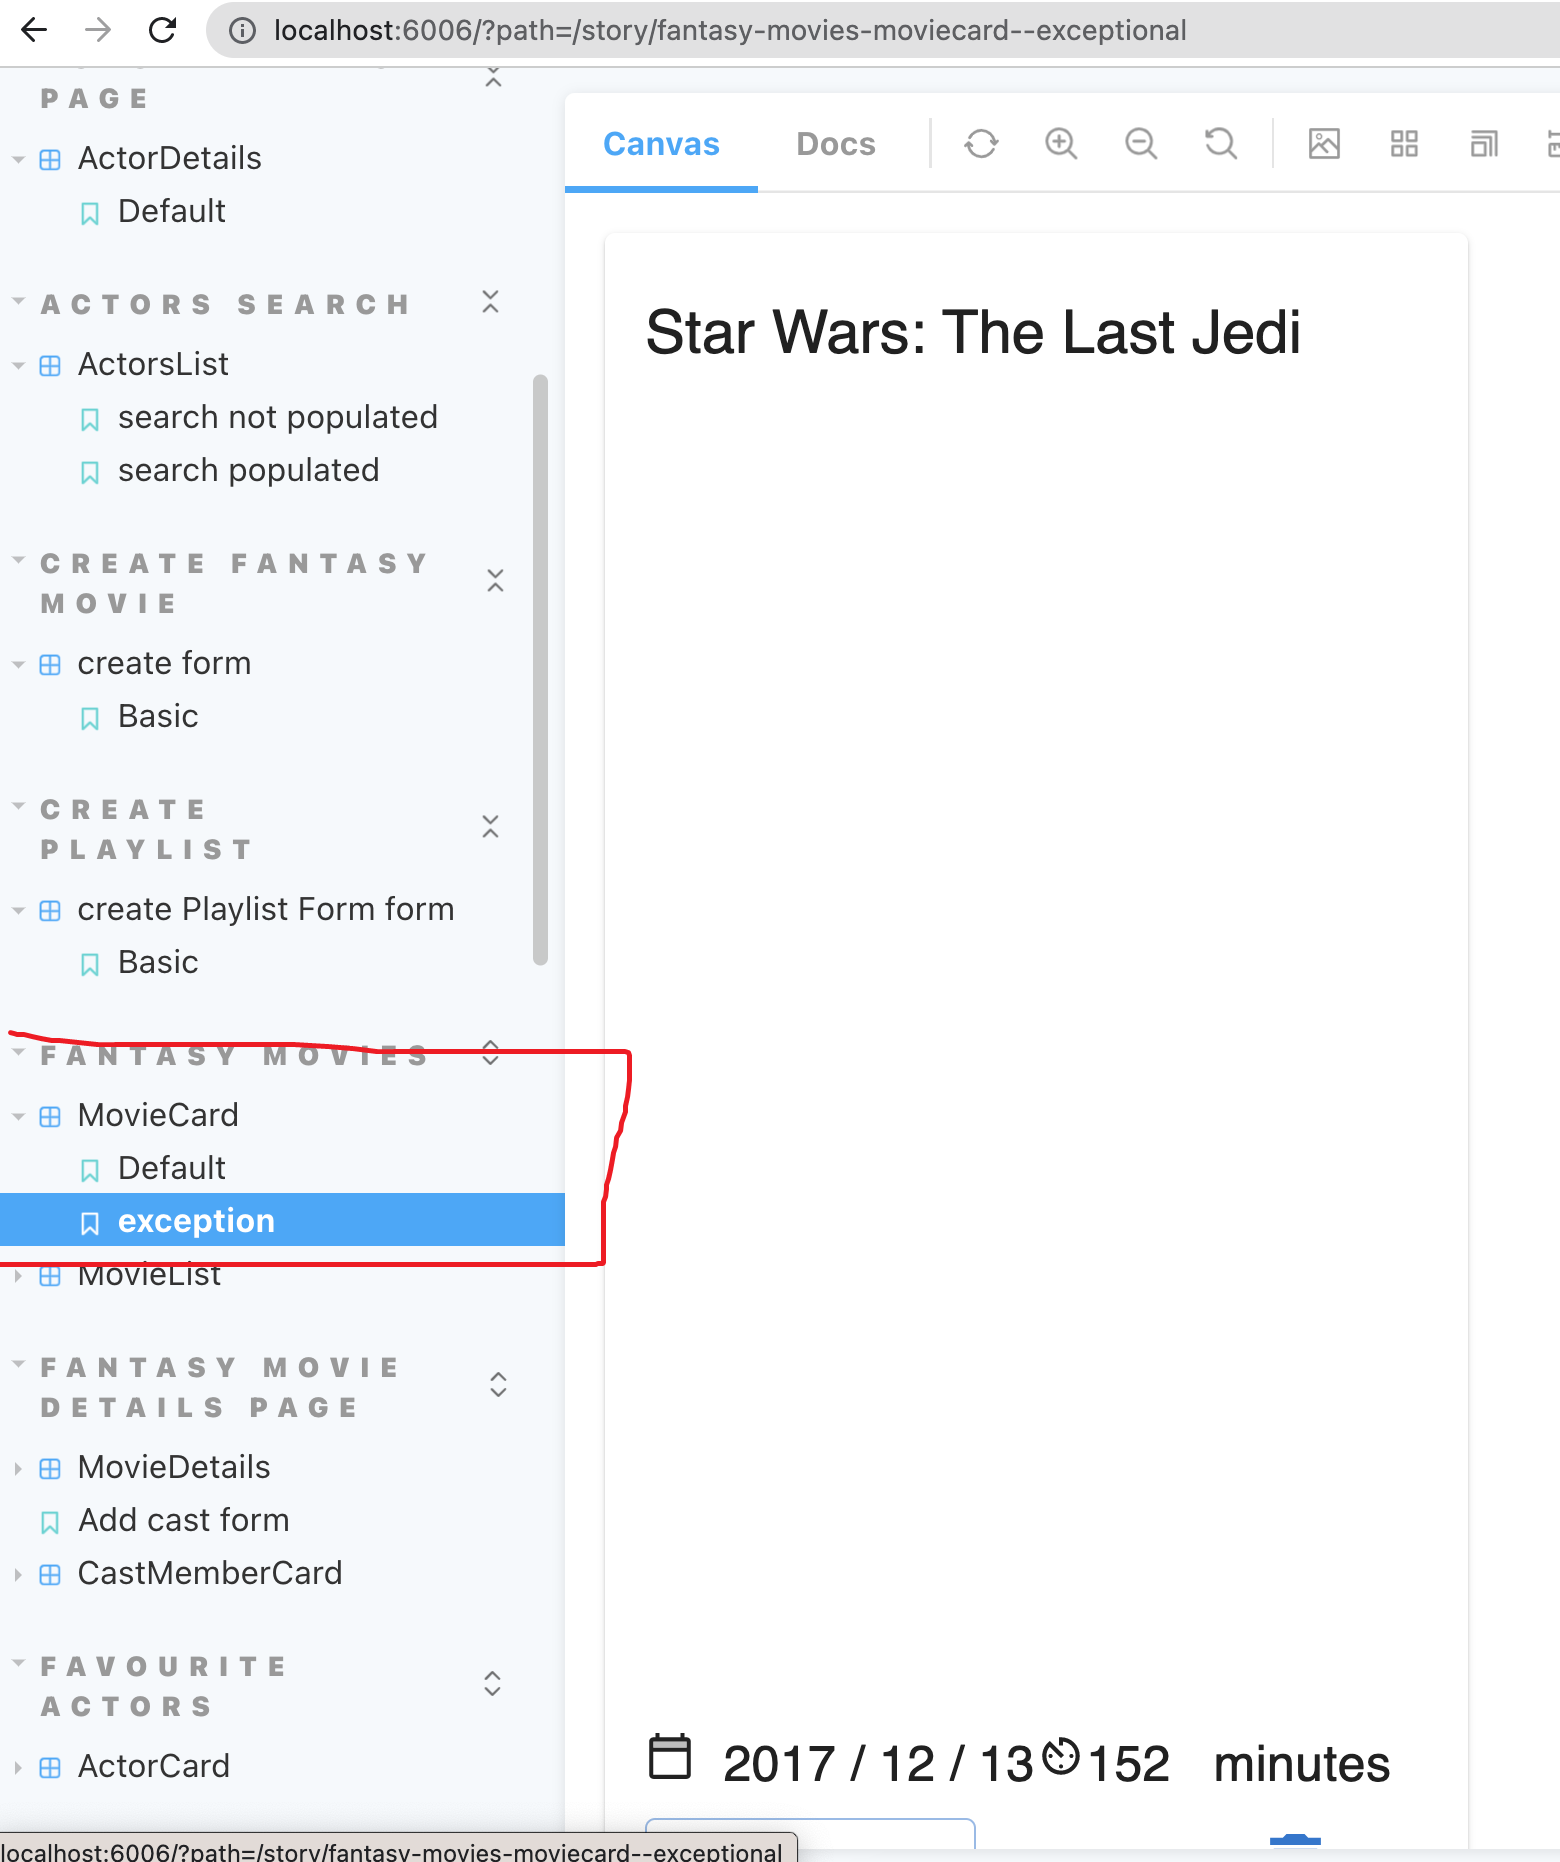 localhost:6006/?path=/story/fantasy-movies-moviecard--exceptional
PAGE
ActorDetails
Default
ACTORS SEARCH
ActorsList
search not populated
search populated
CREATE FANTASY
MOVIE
create form
Basic
CREATE
PLAYLIST
create Playlist Form form
Basic
FANTASY MOVIES
MovieCard
Default
exception
MovieList
FANTASY MOVIE
DETAILS PAGE
MovieDetails
Add cast form
CastMemberCard
FAVOURITE
ACTORS
ActorCard
localhost:6006/?path=/story/fantasy-movies-moviecard--exceptional
Canvas Docs
Star Wars: The Last Jedi
2017 / 12 / 13 152 minutes